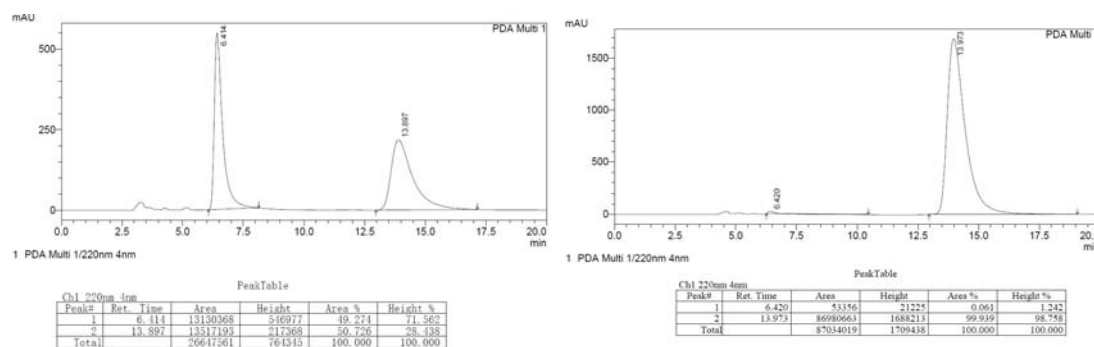 mAU
PDA Multi 1
500
6.414
250
13.897
0
0.0 2.5 5.0 7.5 10.0 12.5 15.0 17.5 20.0
min
1 PDA Multi 1/220nm 4nm
PeakTable
Ch1 220nm 4nm
Peak# Ret. Time Area Height Area % Height %
1 6.414 13130368 546977 49.274 71.562
2 13.897 13517193 217368 50.726 28.438
Total 26647561 764345 100.000 100.000
mAU
PDA Multi
1500
13.973
1000
500
6.420
0
0.0 2.5 5.0 7.5 10.0 12.5 15.0 17.5 20.
mi
1 PDA Multi 1/220nm 4nm
PeakTable
Ch1 220nm 4nm
Peak# Ret. Time Area Height Area % Height %
1 6.420 53356 21225 0.061 1.242
2 13.973 86980663 1688213 99.939 98.758
Total 87034019 1709438 100.000 100.000